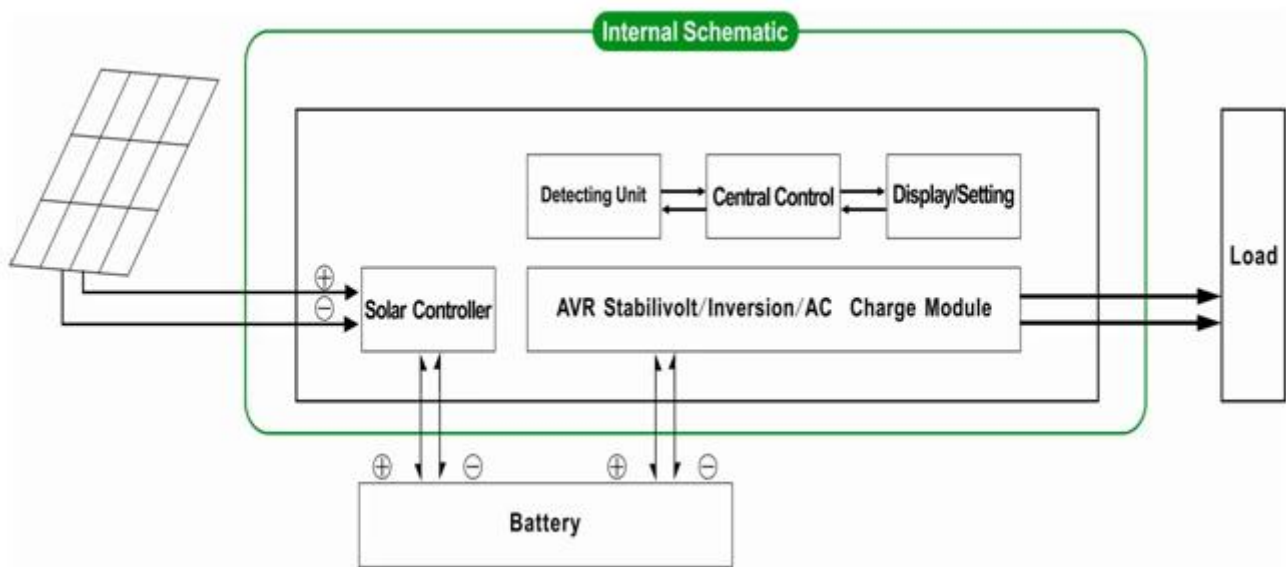 Internal Schematic
Detecting Unit
Central Control
Display/Setting
Load
⊕
⊖
Solar Controller
AVR Stabilivolt/Inversion/AC Charge Module
⊕
⊖
⊕
⊖
Battery